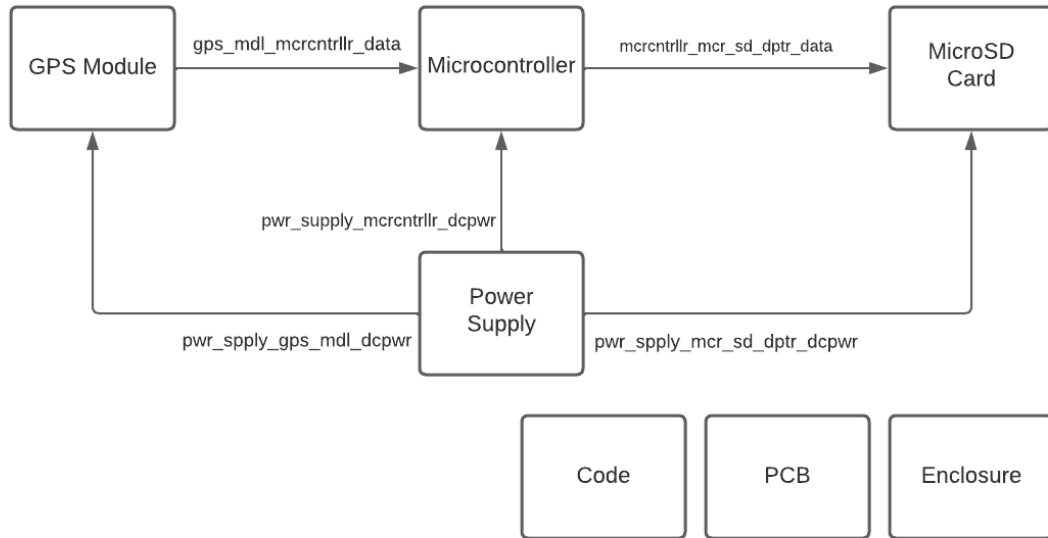 GPS Module
gps_mdl_mcrcntrllr_data
Microcontroller
mcrcntrllr_mcr_sd_dptr_data
MicroSD
Card
pwr_supply_mcrcntrllr_dcpwr
Power
Supply
pwr_spply_gps_mdl_dcpwr
pwr_spply_mcr_sd_dptr_dcpwr
Code
PCB
Enclosure